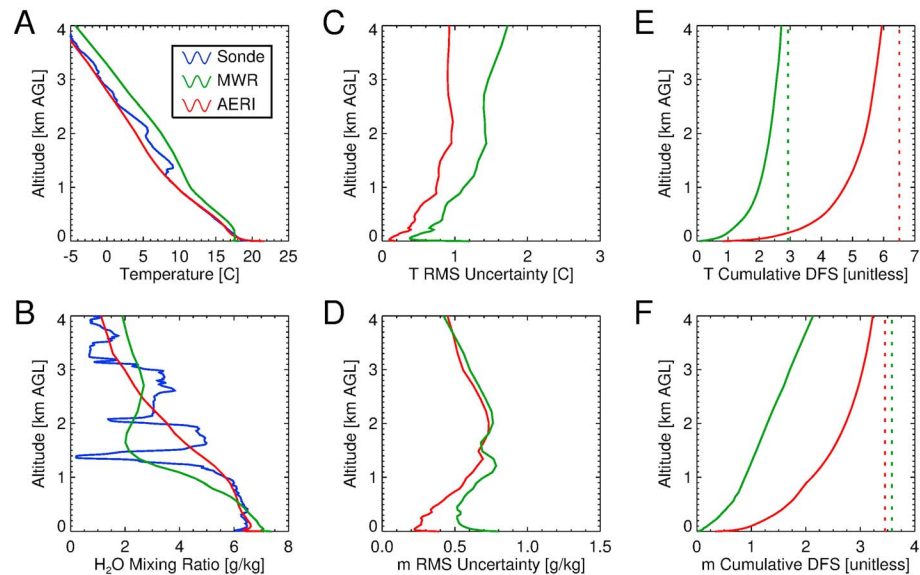 A
Sonde
MWR
AERI
Altitude [km AGL]
4
3
2
1
0
-5 0 5 10 15 20 25
Temperature [C]
C
Altitude [km AGL]
4
3
2
1
0
0 1 2 3
T RMS Uncertainty [C]
E
Altitude [km AGL]
4
3
2
1
0
0 1 2 3 4 5 6 7
T Cumulative DFS [unitless]
B
Altitude [km AGL]
4
3
2
1
0
0 2 4 6 8
H₂O Mixing Ratio [g/kg]
D
Altitude [km AGL]
4
3
2
1
0
0.0 0.5 1.0 1.5
m RMS Uncertainty [g/kg]
F
Altitude [km AGL]
4
3
2
1
0
0 1 2 3 4
m Cumulative DFS [unitless]